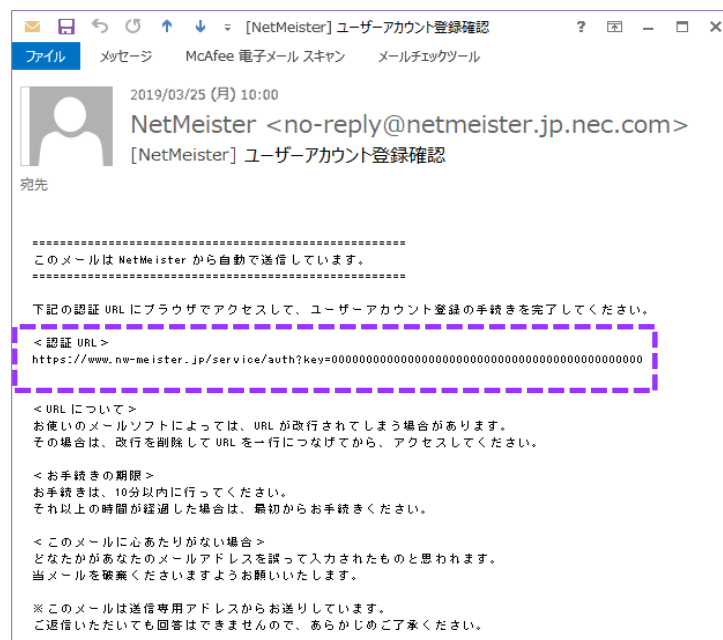 [NetMeister] ユーザーアカウント登録確認
ファイル メッセージ McAfee 電子メール スキャン メールチェックツール
2019/03/25 (月) 10:00
NetMeister <no-reply@netmeister.jp.nec.com>
[NetMeister] ユーザーアカウント登録確認
宛先
======================================================
このメールは NetMeister から自動で送信しています。
======================================================
下記の認証 URL にブラウザでアクセスして、ユーザーアカウント登録の手続きを完了してください。
<認証 URL>
https://www.nw-meister.jp/service/auth?key=000000000000000000000000000000000000000000000
<URL について>
お使いのメールソフトによっては、URL が改行されてしまう場合があります。
その場合は、改行を削除して URL を一行につなげてから、アクセスしてください。
<お手続きの期限>
お手続きは、10分以内に行ってください。
それ以上の時間が経過した場合は、最初からお手続きください。
<このメールに心あたりがない場合>
どなたかがあなたのメールアドレスを誤って入力されたものと思われます。
当メールを破棄くださいますようお願いいたします。
※このメールは送信専用アドレスからお送りしています。
ご返信いただいても回答はできませんので、あらかじめご了承ください。